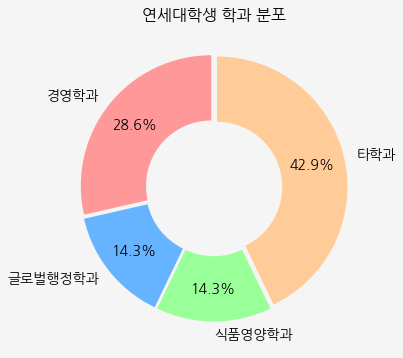 연세대학생 학과 분포
경영학과
28.6%
타학과
42.9%
글로벌행정학과
14.3%
식품영양학과
14.3%